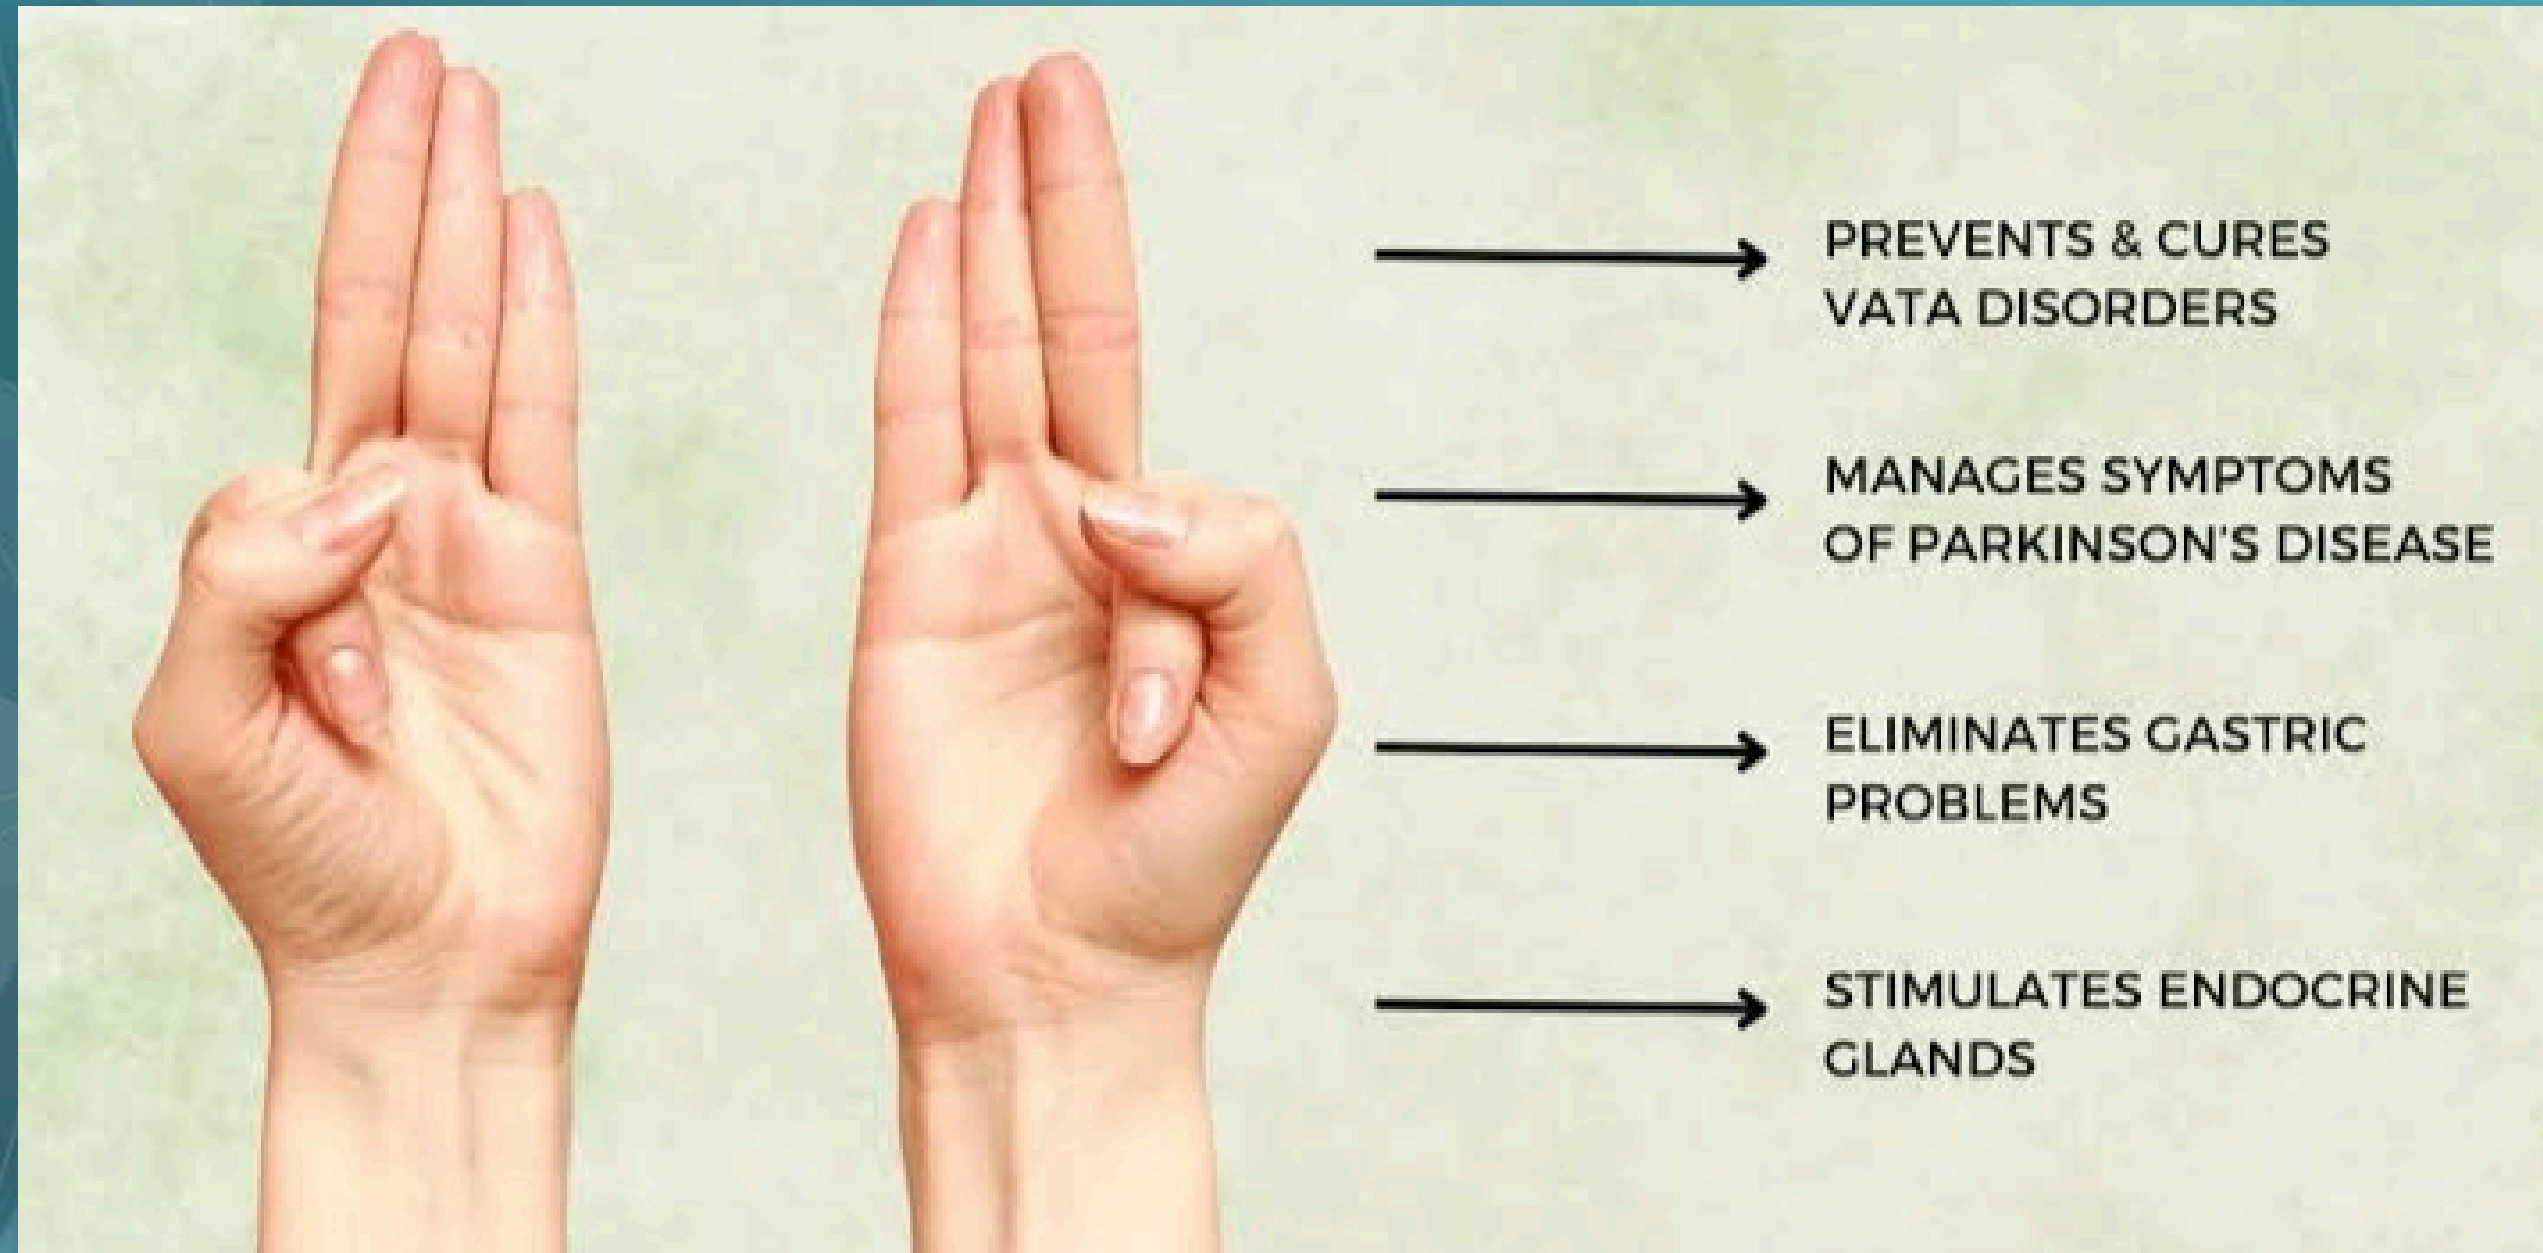 PREVENTS & CURES
VATA DISORDERS
MANAGES SYMPTOMS
OF PARKINSON'S DISEASE
ELIMINATES GASTRIC
PROBLEMS
STIMULATES ENDOCRINE
GLANDS